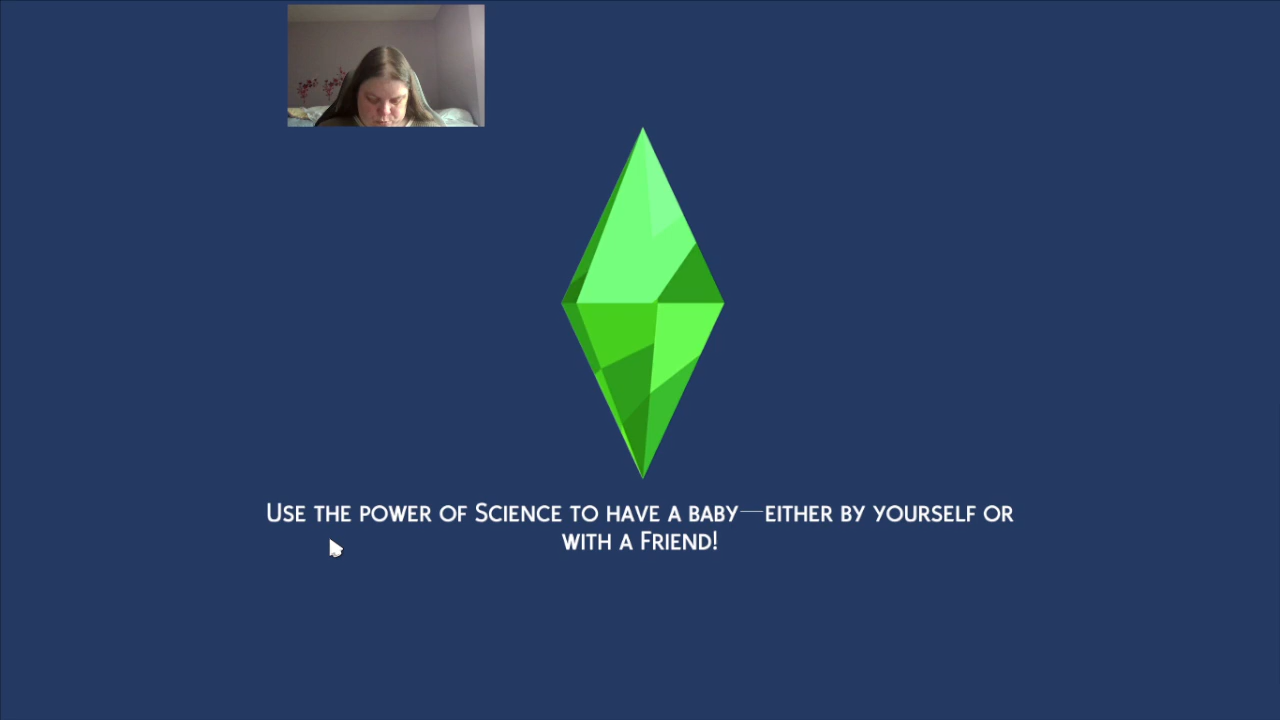 Use the power of Science to have a baby—either by yourself or
with a Friend!